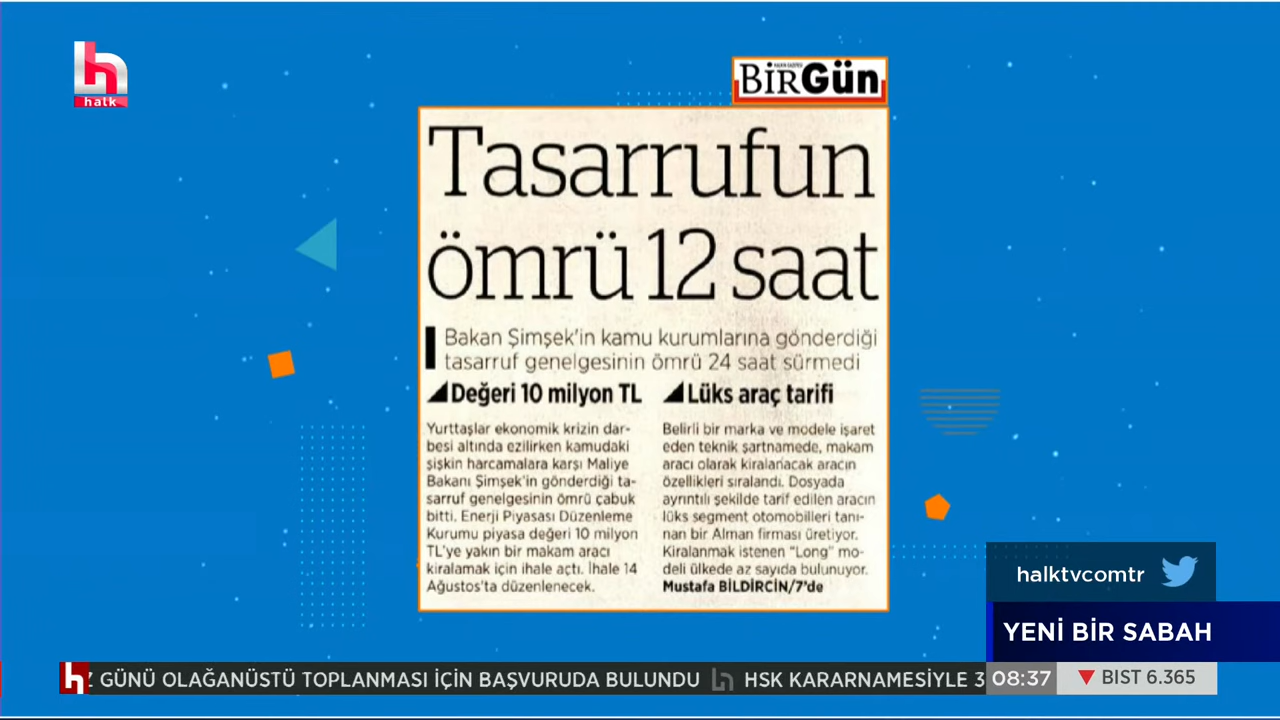 halk
HALKIN GAZETESİ
BirGün
Tasarrufun
ömrü 12 saat
Bakan Şimşek'in kamu kurumlarına gönderdiği
tasarruf genelgesinin ömrü 24 saat sürmedi
Değeri 10 milyon TL
Yurttaşlar ekonomik krizin dar-
besi altında ezilirken kamudaki
şişkin harcamalara karşı Maliye
Bakanı Şimşek'in gönderdiği ta-
sarruf genelgesinin ömrü çabuk
bitti. Enerji Piyasası Düzenleme
Kurumu piyasa değeri 10 milyon
TL'ye yakın bir makam aracı
kiralamak için ihale açtı. İhale 14
Ağustos'ta düzenlenecek.
Lüks araç tarifi
Belirli bir marka ve modele işaret
eden teknik şartnamede, makam
aracı olarak kiralanacak aracın
özellikleri sıralandı. Dosyada
ayrıntılı şekilde tarif edilen aracın
lüks segment otomobilleri tanı-
nan bir Alman firması üretiyor.
Kiralanmak istenen "Long" mo-
deli ülkede az sayıda bulunuyor.
Mustafa BİLDİRCİN/7'de
halktvcomtr
YENİ BİR SABAH
Z GÜNÜ OLAĞANÜSTÜ TOPLANMASI İÇİN BAŞVURUDA BULUNDU HSK KARARNAMESİYLE 3
08:37
BIST 6.365